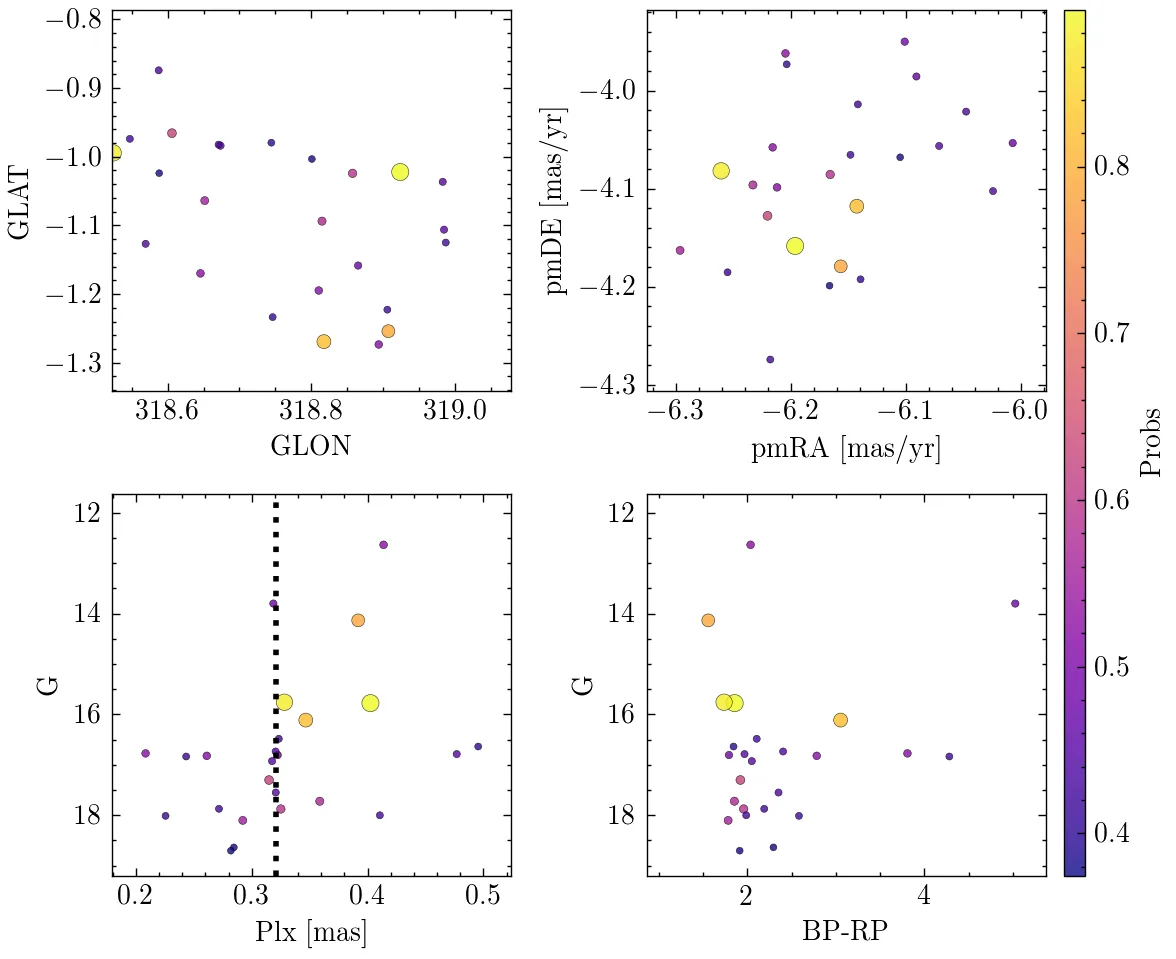 −0.8
−0.9
−1.0
−1.1
−1.2
−1.3
GLAT
318.6 318.8 319.0
GLON
−4.0
−4.1
−4.2
−4.3
pmDE [mas/yr]
−6.3 −6.2 −6.1 −6.0
pmRA [mas/yr]
0.8
0.7
0.6
0.5
0.4
Probs
12
14
16
18
G
0.2 0.3 0.4 0.5
Plx [mas]
12
14
16
18
G
2 4
BP-RP